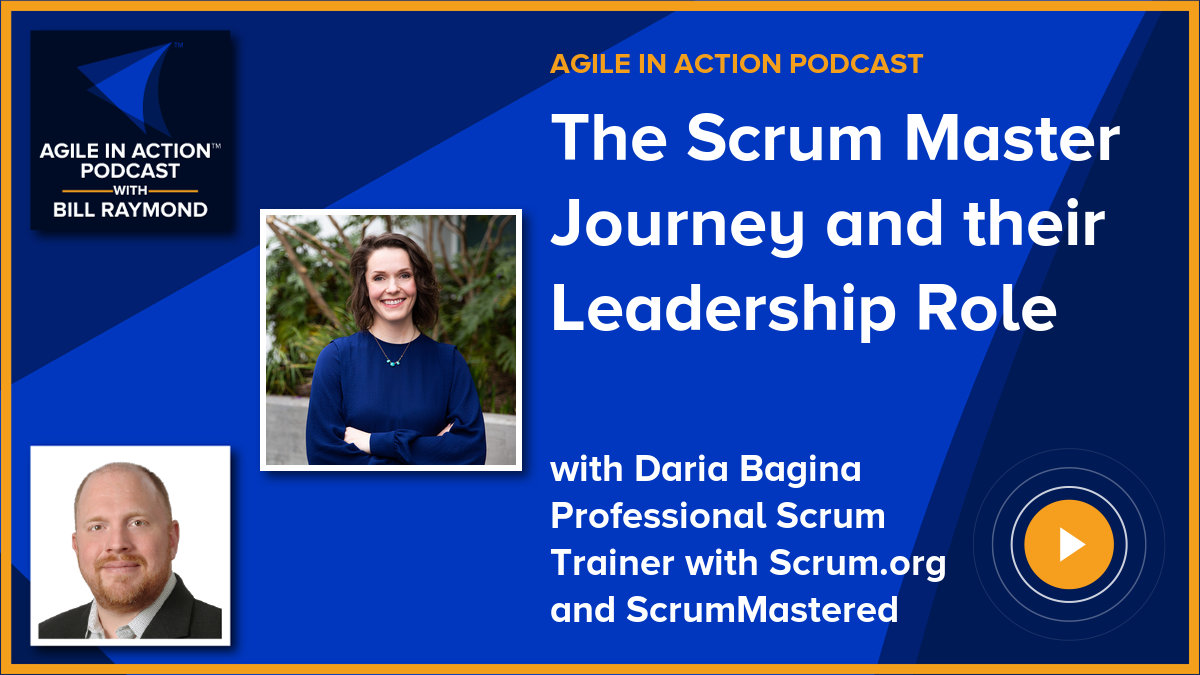 AGILE IN ACTION™
PODCAST
WITH
BILL RAYMOND
AGILE IN ACTION PODCAST
The Scrum Master
Journey and their
Leadership Role
with Daria Bagina
Professional Scrum
Trainer with Scrum.org
and ScrumMastered
TM